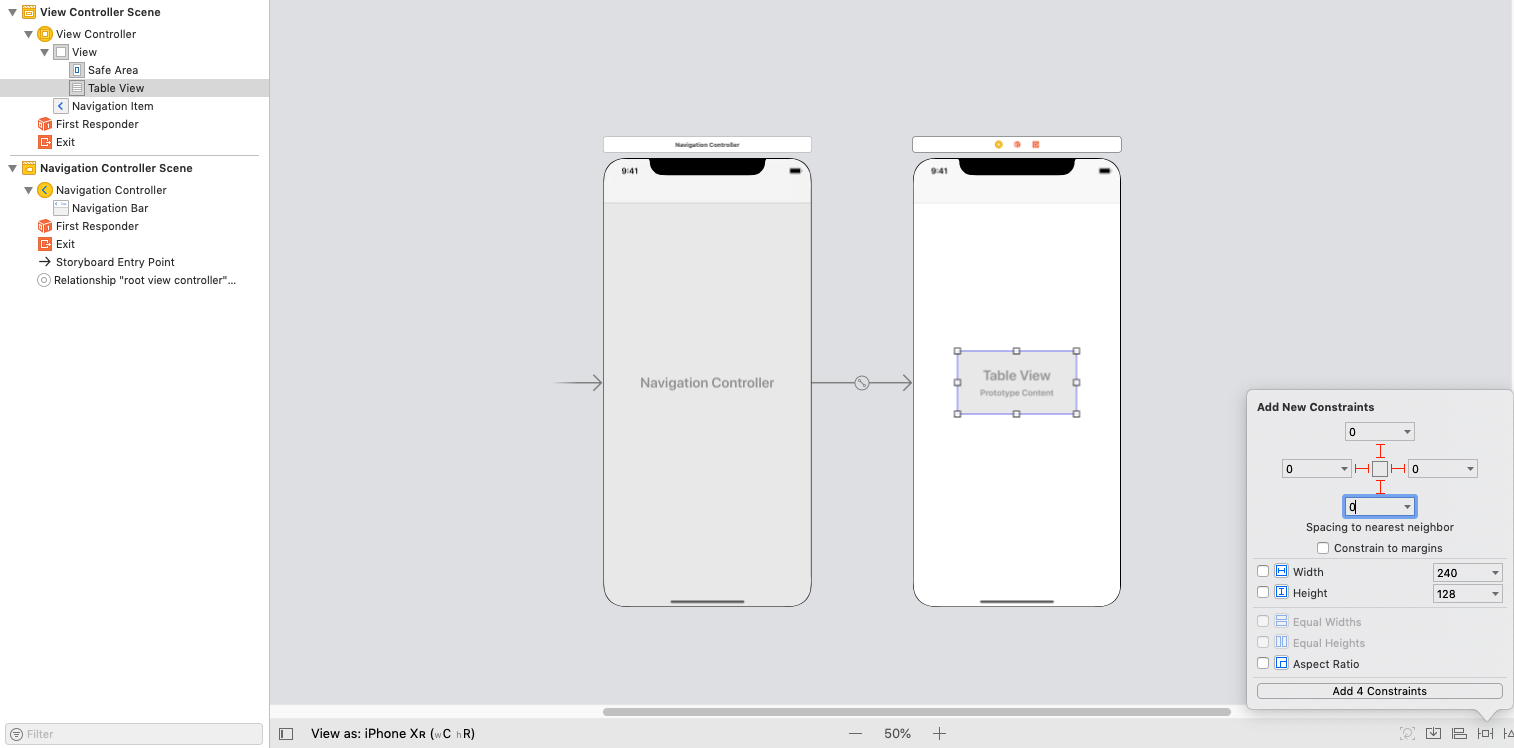 View Controller Scene
View Controller
View
Safe Area
Table View
Navigation Item
First Responder
Exit
Navigation Controller Scene
Navigation Controller
Navigation Bar
First Responder
Exit
Storyboard Entry Point
Relationship "root view controller"...
Filter
Navigation Controller
9:41
Navigation Controller
9:41
Table View
Prototype Content
Add New Constraints
0
0
0
0
Spacing to nearest neighbor
Constrain to margins
Width
240
Height
128
Equal Widths
Equal Heights
Aspect Ratio
Add 4 Constraints
View as: iPhone XR (wC hR)
50%